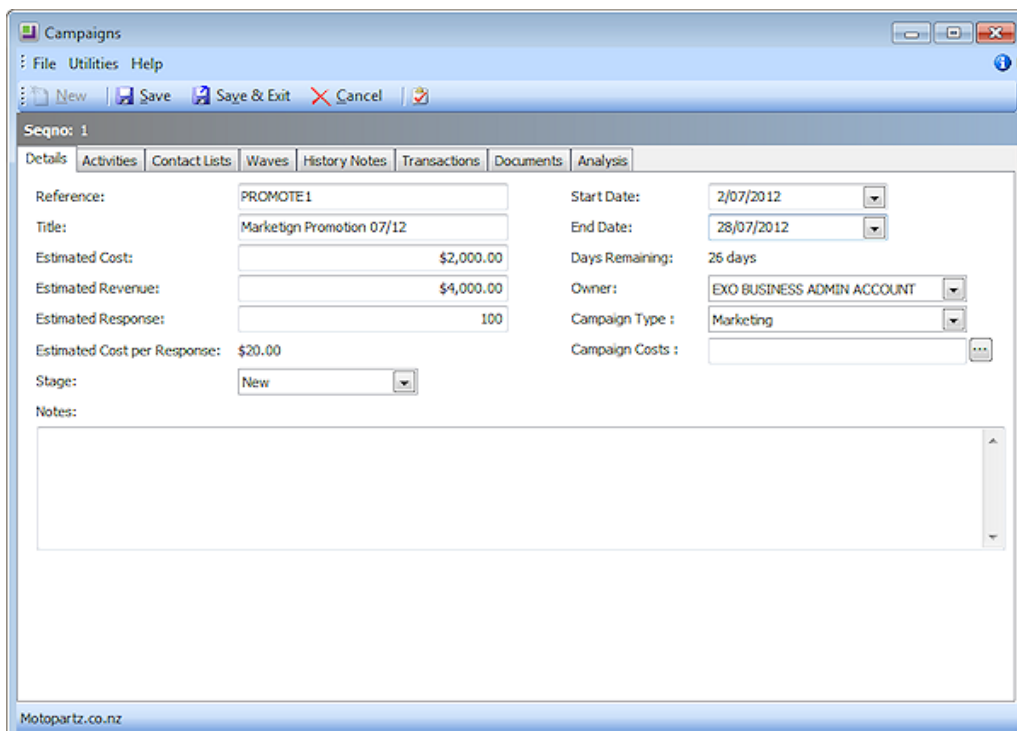 Campaigns
File Utilities Help
New Save Save & Exit Cancel
Seqno: 1
Details Activities Contact Lists Waves History Notes Transactions Documents Analysis
Reference: PROMOTE1 Start Date: 2/07/2012
Title: Marketign Promotion 07/12 End Date: 28/07/2012
Estimated Cost: $2,000.00 Days Remaining: 26 days
Estimated Revenue: $4,000.00 Owner: EXO BUSINESS ADMIN ACCOUNT
Estimated Response: 100 Campaign Type : Marketing
Estimated Cost per Response: $20.00 Campaign Costs : ...
Stage: New
Notes:
Motopartz.co.nz